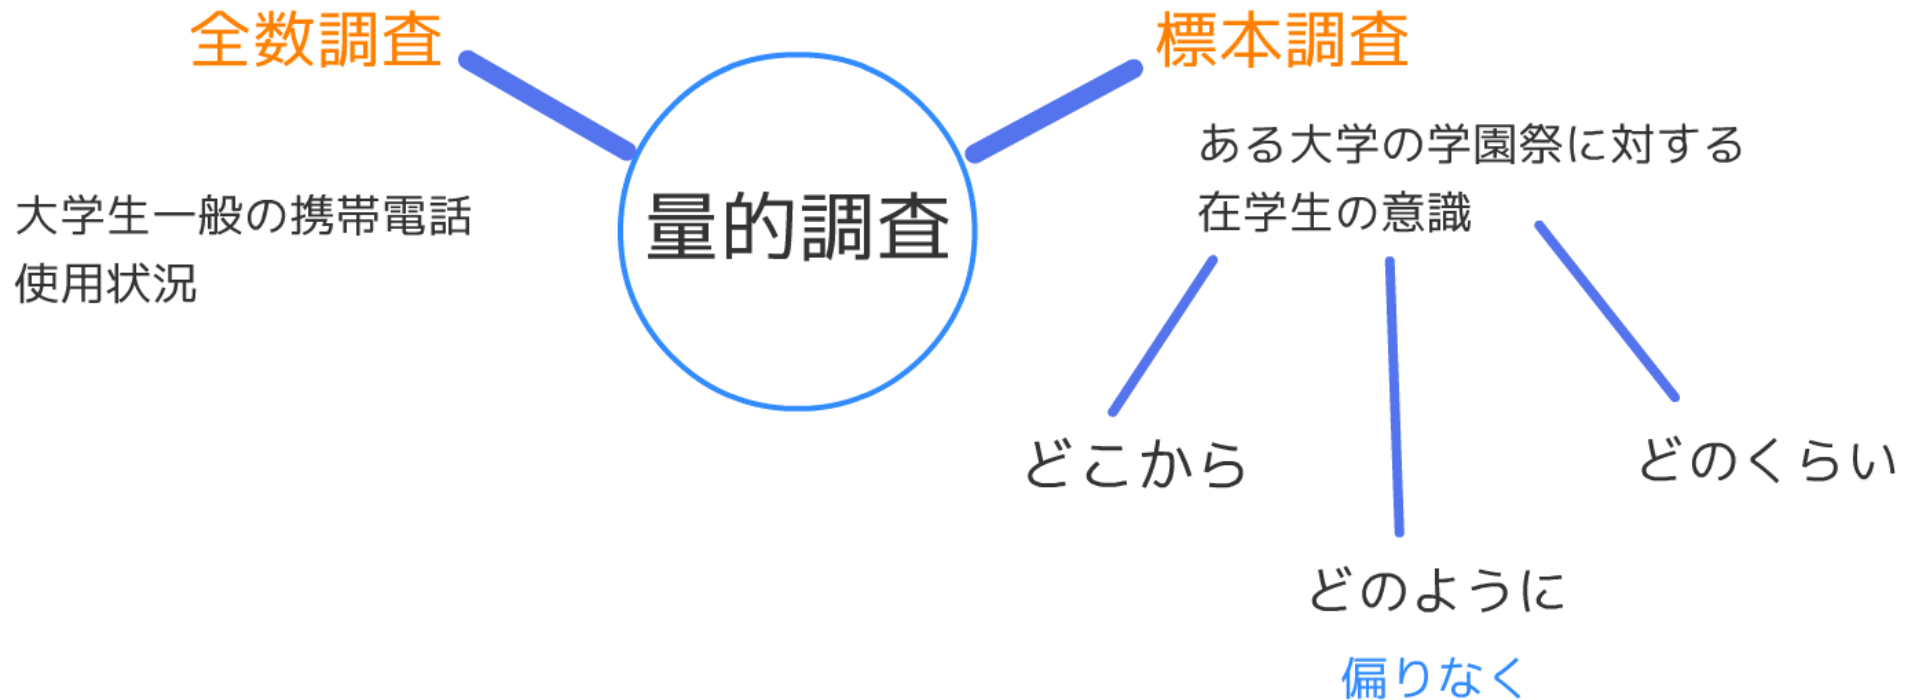 全数調査
標本調査
ある大学の学園祭に対する
在学生の意識
大学生一般の携帯電話
使用状況
量的調査
どこから
どのくらい
どのように
偏りなく